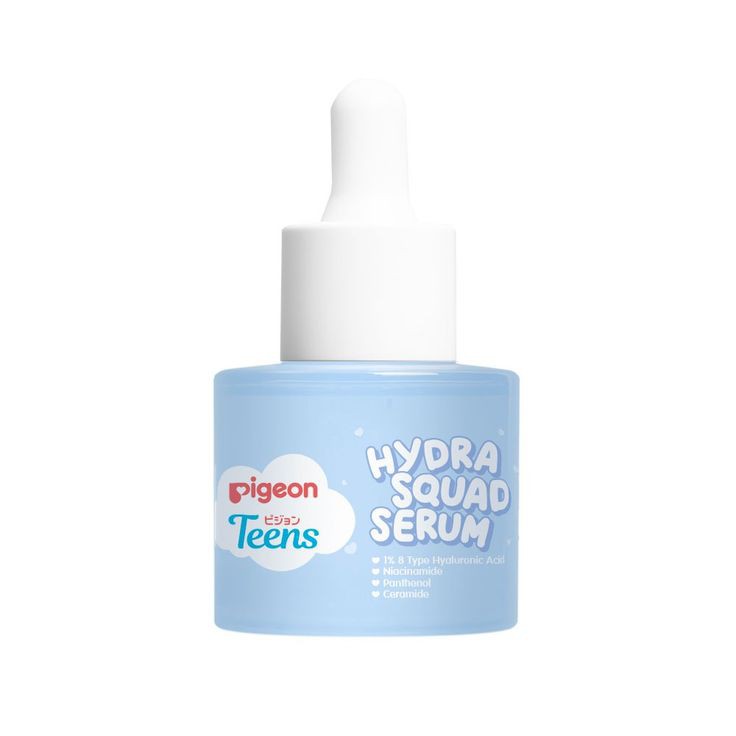 pigeon
ピジョン
Teens
HYDRA
SQUAD
SERUM
1% 8 Type Hyaluronic Acid
Niacinamide
Panthenol
Ceramide